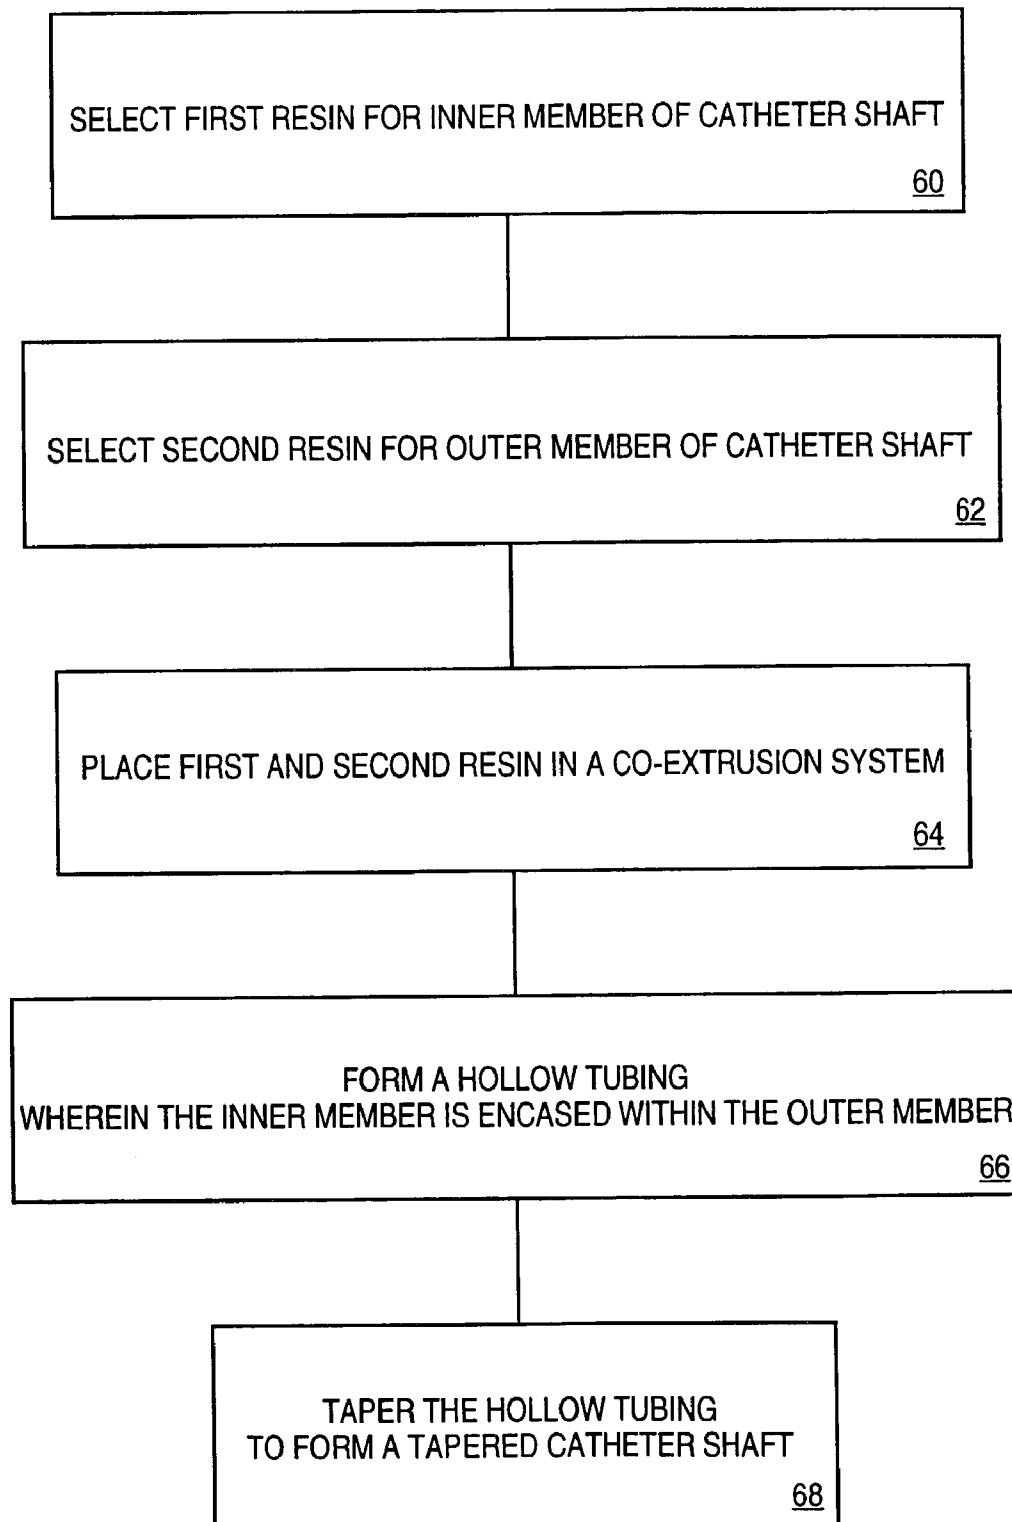 SELECT FIRST RESIN FOR INNER MEMBER OF CATHETER SHAFT
60
SELECT SECOND RESIN FOR OUTER MEMBER OF CATHETER SHAFT
62
PLACE FIRST AND SECOND RESIN IN A CO-EXTRUSION SYSTEM
64
FORM A HOLLOW TUBING
WHEREIN THE INNER MEMBER IS ENCASED WITHIN THE OUTER MEMBER
66
TAPER THE HOLLOW TUBING
TO FORM A TAPERED CATHETER SHAFT
68